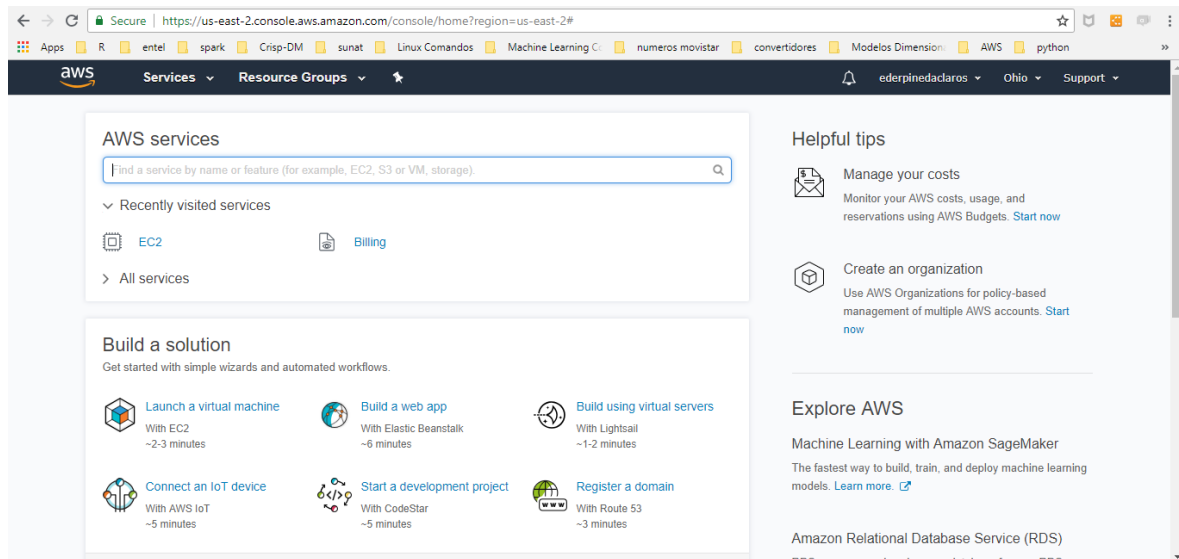 Secure | https://us-east-2.console.aws.amazon.com/console/home?region=us-east-2#
Apps R entel spark Crisp-DM sunat Linux Comandos Machine Learning Co numeros movistar convertidores Modelos Dimension AWS python »
aws Services Resource Groups ederpinedaclaros Ohio Support
AWS services
Find a service by name or feature (for example, EC2, S3 or VM, storage).
Recently visited services
EC2 Billing
All services
Build a solution
Get started with simple wizards and automated workflows.
Launch a virtual machine
With EC2
~2-3 minutes
Build a web app
With Elastic Beanstalk
~6 minutes
Build using virtual servers
With Lightsail
~1-2 minutes
Connect an IoT device
With AWS IoT
~5 minutes
Start a development project
With CodeStar
~5 minutes
Register a domain
With Route 53
~3 minutes
Helpful tips
Manage your costs
Monitor your AWS costs, usage, and
reservations using AWS Budgets. Start now
Create an organization
Use AWS Organizations for policy-based
management of multiple AWS accounts. Start
now
Explore AWS
Machine Learning with Amazon SageMaker
The fastest way to build, train, and deploy machine learning
models. Learn more.
Amazon Relational Database Service (RDS)